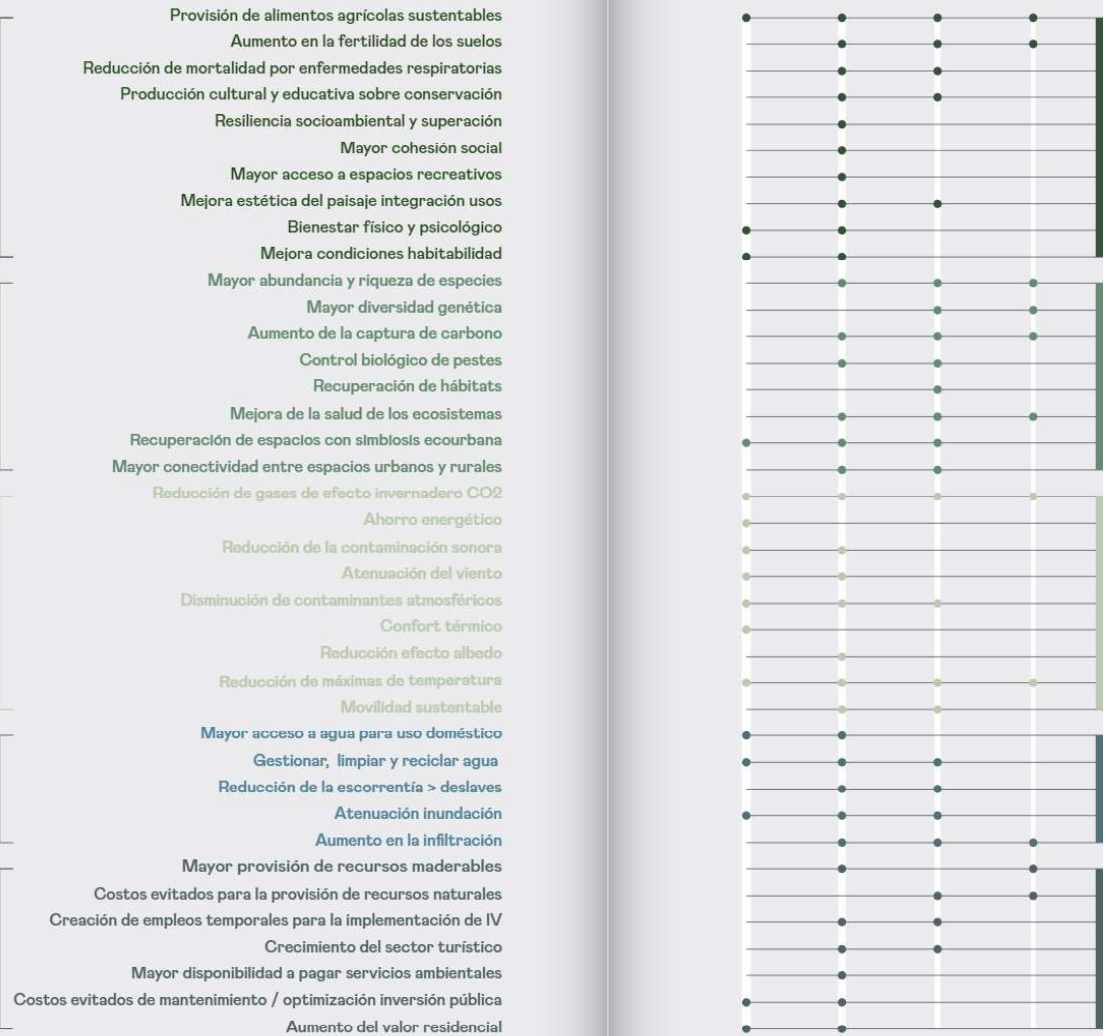 Provisión de alimentos agrícolas sustentables
Aumento en la fertilidad de los suelos
Reducción de mortalidad por enfermedades respiratorias
Producción cultural y educativa sobre conservación
Resiliencia socioambiental y superación
Mayor cohesión social
Mayor acceso a espacios recreativos
Mejora estética del paisaje integración usos
Bienestar físico y psicológico
Mejora condiciones habitabilidad
Mayor abundancia y riqueza de especies
Mayor diversidad genética
Aumento de la captura de carbono
Control biológico de pestes
Recuperación de hábitats
Mejora de la salud de los ecosistemas
Recuperación de espacios con simbiosis ecourbana
Mayor conectividad entre espacios urbanos y rurales
Reducción de gases de efecto invernadero CO2
Ahorro energético
Reducción de la contaminación sonora
Atenuación del viento
Disminución de contaminantes atmosféricos
Confort térmico
Reducción efecto albedo
Reducción de máximas de temperatura
Movilidad sustentable
Mayor acceso a agua para uso doméstico
Gestionar, limpiar y reciclar agua
Reducción de la escorrentía > deslaves
Atenuación inundación
Aumento en la infiltración
Mayor provisión de recursos maderables
Costos evitados para la provisión de recursos naturales
Creación de empleos temporales para la implementación de IV
Crecimiento del sector turístico
Mayor disponibilidad a pagar servicios ambientales
Costos evitados de mantenimiento / optimización inversión pública
Aumento del valor residencial